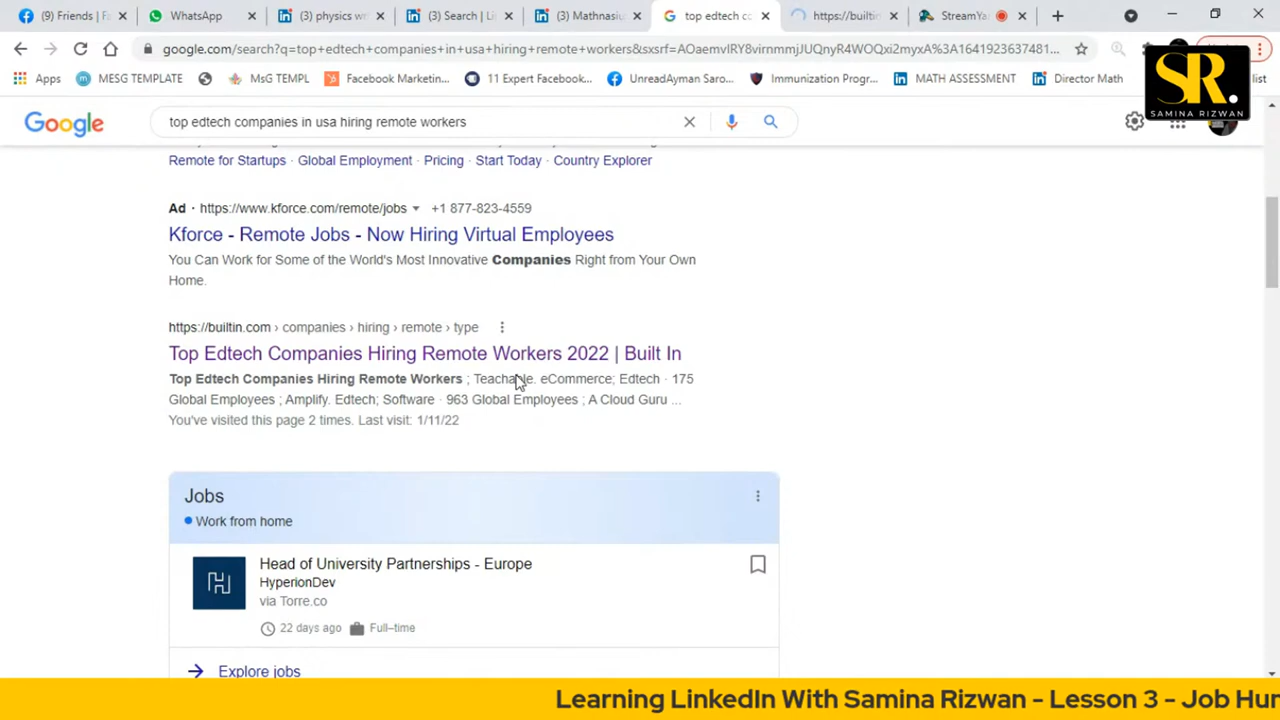 (9) Friends | Fa
WhatsApp
(3) physics wr
(3) Search | Li
(3) Mathnasiu
top edtech co
https://builtin
StreamYa
google.com/search?q=top+edtech+companies+in+usa+hiring+remote+workers&sxsrf=AOaemvIRY8virnmmjJUQnyR4WOQxi2myxA%3A1641923637481...
Apps
MESG TEMPLATE
MsG TEMPL
Facebook Marketin...
11 Expert Facebook...
UnreadAyman Saro...
Immunization Progr...
MATH ASSESSMENT
Director Math
list
SR.
SAMINA RIZWAN
Google
top edtech companies in usa hiring remote workers
Remote for Startups · Global Employment · Pricing · Start Today · Country Explorer
Ad · https://www.kforce.com/remote/jobs +1 877-823-4559
Kforce - Remote Jobs - Now Hiring Virtual Employees
You Can Work for Some of the World's Most Innovative Companies Right from Your Own
Home.
https://builtin.com › companies › hiring › remote › type
Top Edtech Companies Hiring Remote Workers 2022 | Built In
Top Edtech Companies Hiring Remote Workers ; Teachable. eCommerce; Edtech · 175
Global Employees ; Amplify. Edtech; Software · 963 Global Employees ; A Cloud Guru ...
You've visited this page 2 times. Last visit: 1/11/22
Jobs
Work from home
Head of University Partnerships - Europe
HyperionDev
via Torre.co
22 days ago Full–time
Explore jobs
Learning LinkedIn With Samina Rizwan - Lesson 3 - Job Hun